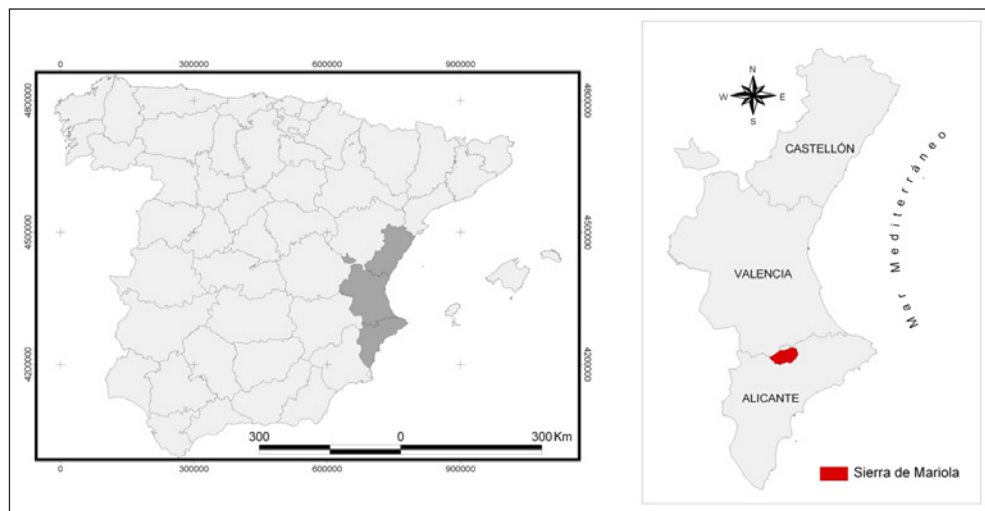 0 300000 600000 900000
4800000 4800000
4500000 4500000
4200000 4200000
300 0 300 Km
0 300000 600000 900000
N
W E
S
CASTELLÓN
Mar Mediterráneo
VALENCIA
ALICANTE
Sierra de Mariola